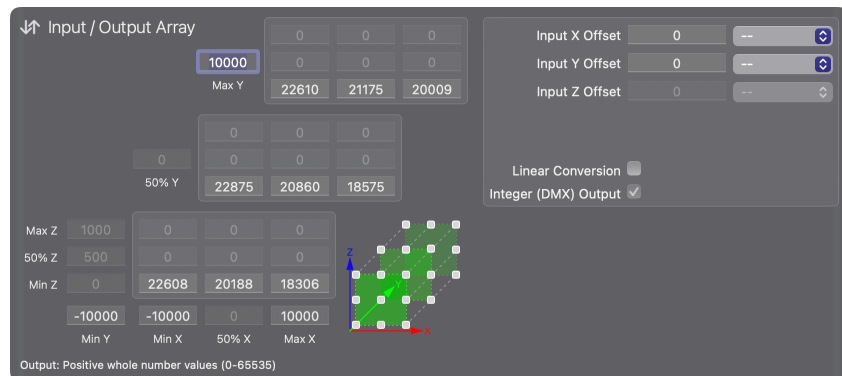 Input / Output Array
0 0 0
Input X Offset 0 --
10000 0 0 0
Input Y Offset 0 --
Max Y 22610 21175 20009
Input Z Offset 0 --
0 0 0
0 0 0 0
50% Y 22875 20860 18575
Linear Conversion
Integer (DMX) Output
Max Z 1000 0 0 0
50% Z 500 0 0 0
Min Z 0 22608 20188 18306
-10000 -10000 0 10000
Min Y Min X 50% X Max X
Z
Y
X
Output: Positive whole number values (0-65535)